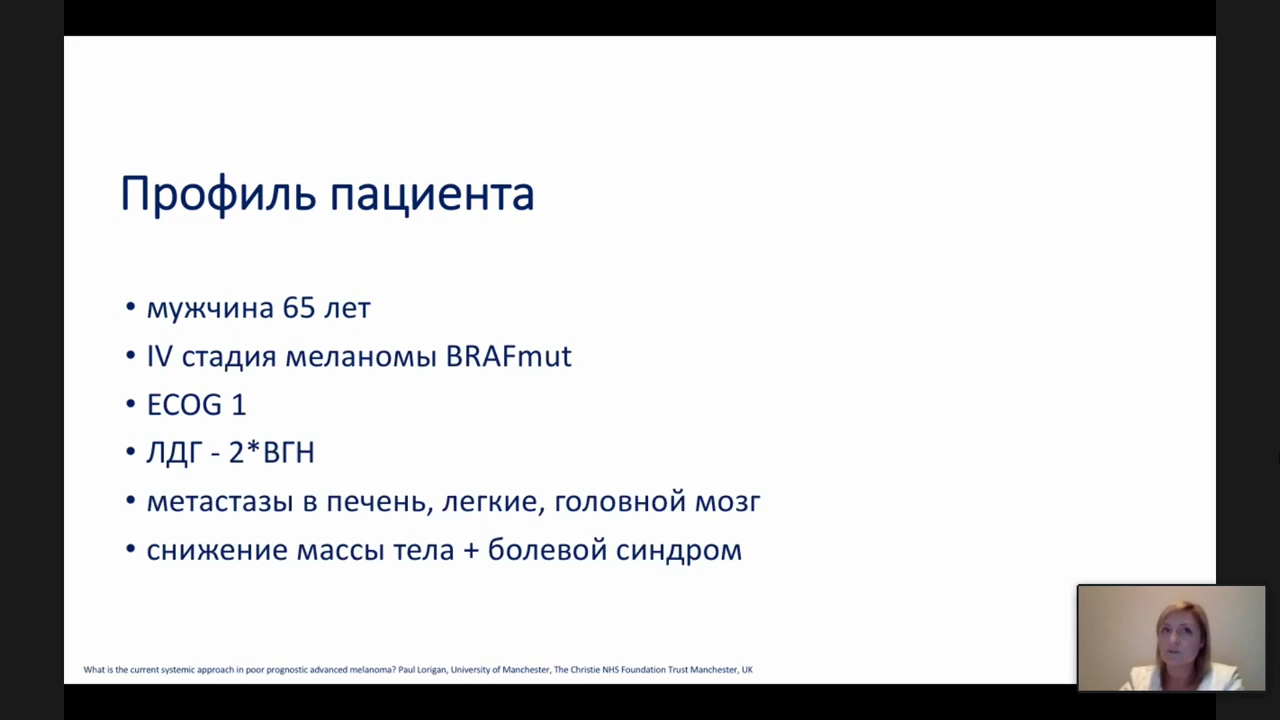 Профиль пациента
• мужчина 65 лет
• IV стадия меланомы BRAFmut
• ECOG 1
• ЛДГ - 2*ВГН
• метастазы в печень, легкие, головной мозг
• снижение массы тела + болевой синдром
What is the current systemic approach in poor prognostic advanced melanoma? Paul Lorigan, University of Manchester, The Christie NHS Foundation Trust Manchester, UK